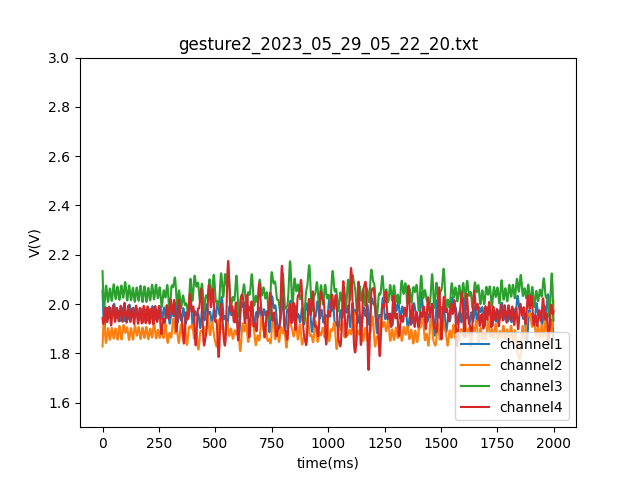 gesture2_2023_05_29_05_22_20.txt
3.0
2.8
2.6
2.4
2.2
2.0
1.8
1.6
V(V)
channel1
channel2
channel3
channel4
0 250 500 750 1000 1250 1500 1750 2000
time(ms)